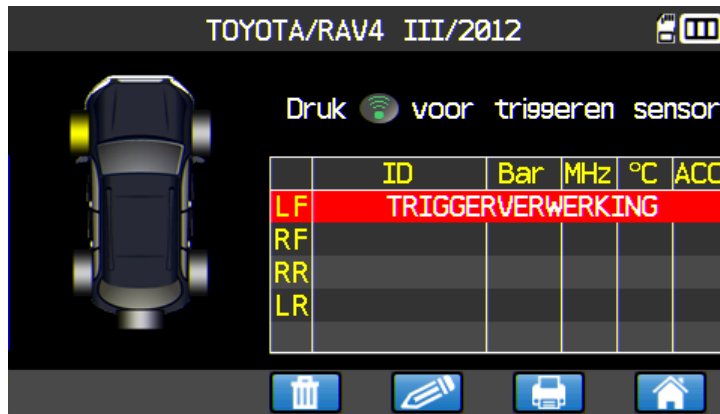 TOYOTA/RAV4 III/2012
Druk voor triggeren sensor
ID Bar MHz °C ACC
LF TRIGGERVERWERKING
RF
RR
LR